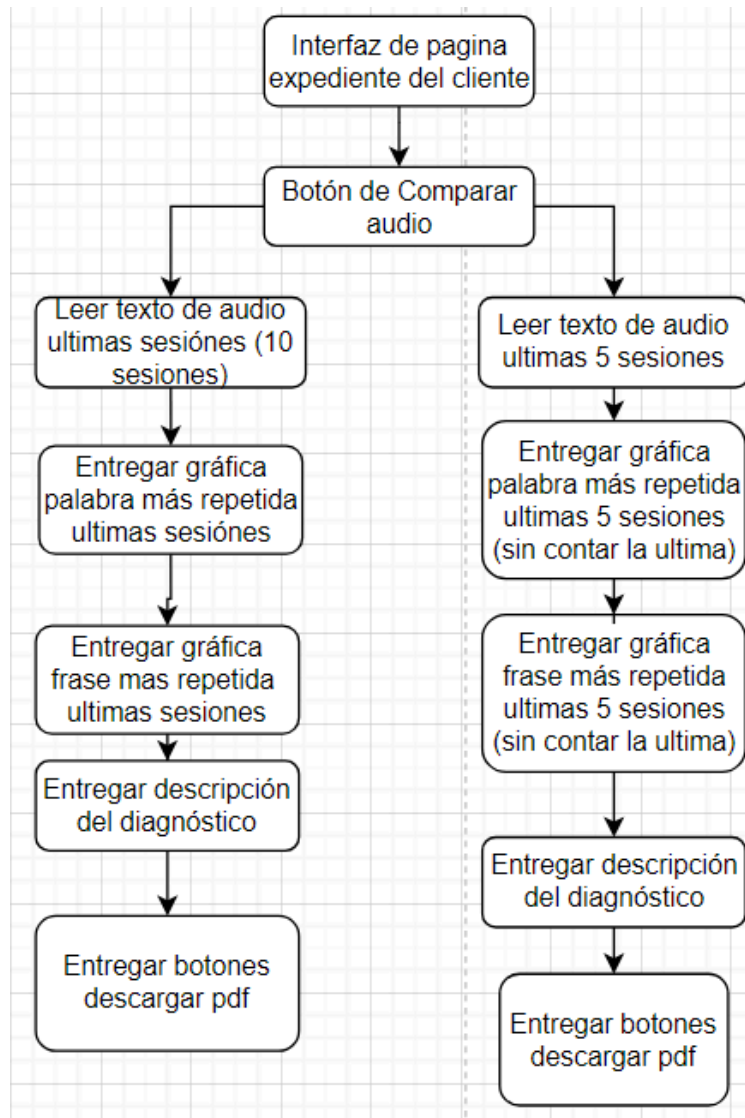 Interfaz de pagina
expediente del cliente
Botón de Comparar
audio
Leer texto de audio
ultimas sesiónes (10
sesiones)
Entregar gráfica
palabra más repetida
ultimas sesiónes
Entregar gráfica
frase mas repetida
ultimas sesiones
Entregar descripción
del diagnóstico
Entregar botones
descargar pdf
Leer texto de audio
ultimas 5 sesiones
Entregar gráfica
palabra más repetida
ultimas 5 sesiones
(sin contar la ultima)
Entregar gráfica
frase más repetida
ultimas 5 sesiones
(sin contar la ultima)
Entregar descripción
del diagnóstico
Entregar botones
descargar pdf